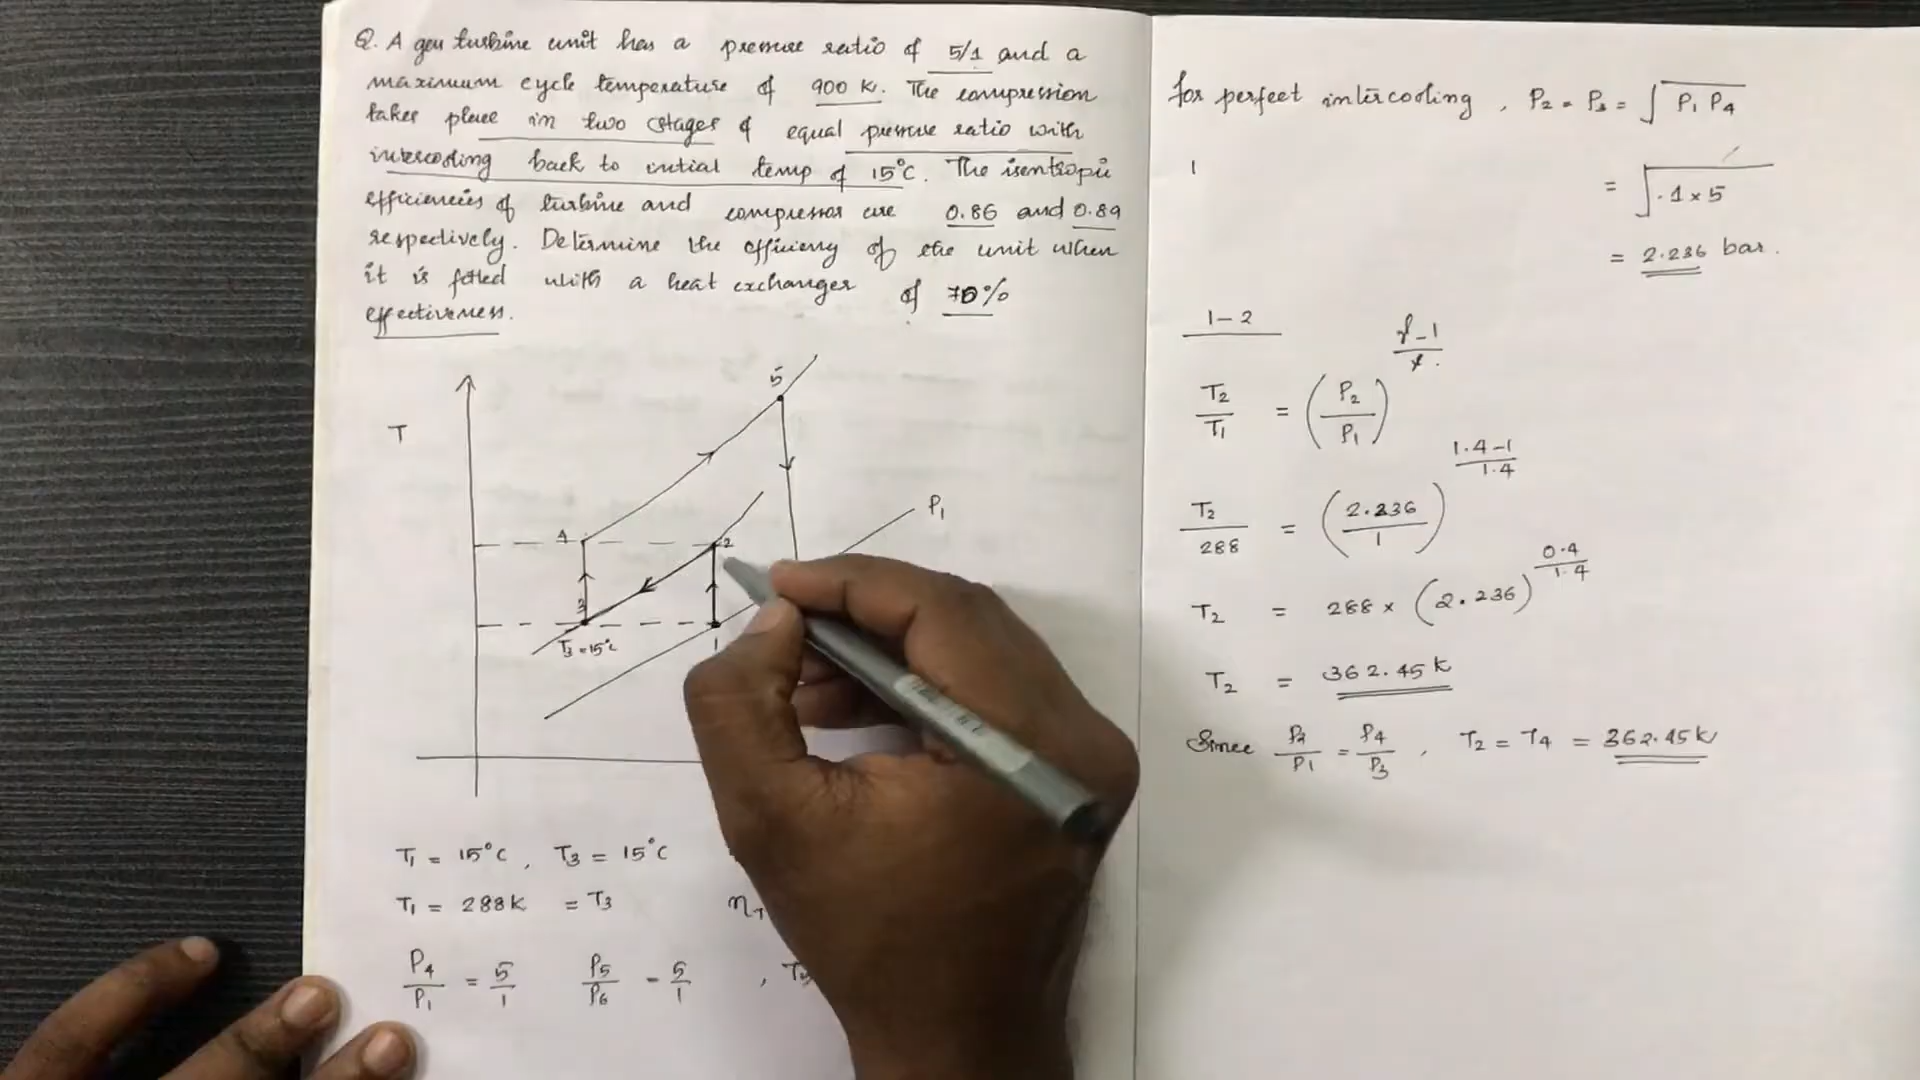 Q. A gas turbine unit has a pressure ratio of 5/1 and a
maximum cycle temperature of 900 K. The compression
takes place in two stages of equal pressure ratio with
intercooling back to initial temp of 15°C. The isentropic
efficiencies of turbine and compressor are 0.86 and 0.89
respectively. Determine the efficiency of the unit when
it is fitted with a heat exchanger of 70%
effectiveness.
T
5
P₁
4
2
3
T₃ = 15°C
1
T₁ = 15°C , T₃ = 15°C
T₁ = 288K = T₃ η_T
P₄/P₁ = 5/1 P₅/P₆ = 5/1 , T₅
for perfect intercooling , P₂ = P₃ = √P₁ P₄
= √.1 × 5
= 2.236 bar.
1-2
T₂/T₁ = (P₂/P₁)^γ-1/γ.
T₂/288 = (2.236/1)^1.4-1/1.4
T₂ = 288 × (2.236)^0.4/1.4
T₂ = 362.45 K
Since P₂/P₁ = P₄/P₃ , T₂ = T₄ = 362.45 K